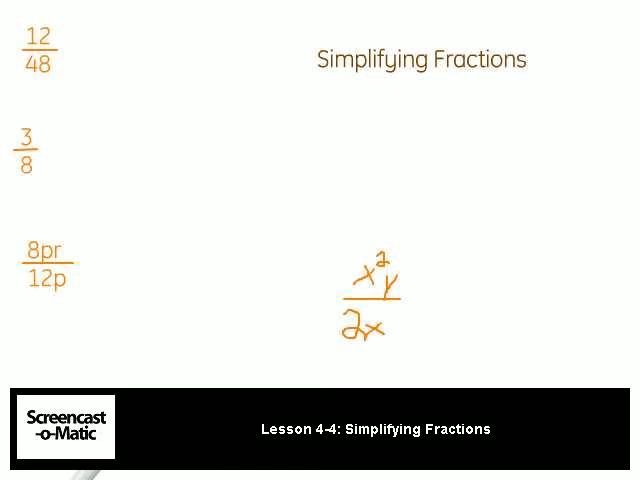 12
48
Simplifying Fractions
3
8
8pr
12p
x²y
2x
Screencast
-o-Matic
Lesson 4-4: Simplifying Fractions